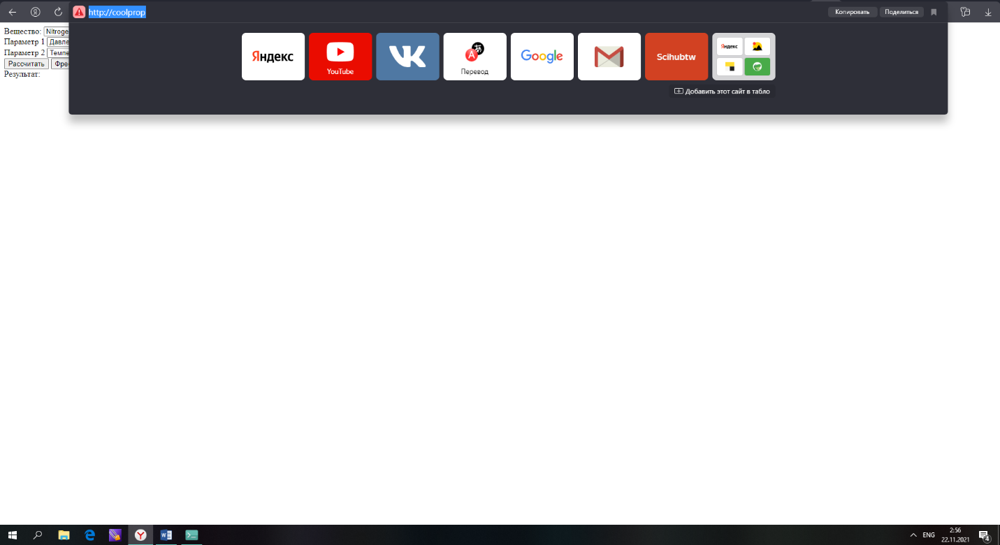 http://coolprop
Копировать
Поделиться
Вещество: Nitroge
Параметр 1 Давле
Параметр 2 Темпе
Рассчитать Фре
Результат:
Яндекс
YouTube
Перевод
Google
Scihubtw
Яндекс
Добавить этот сайт в табло
ENG
2:56
22.11.2021
4